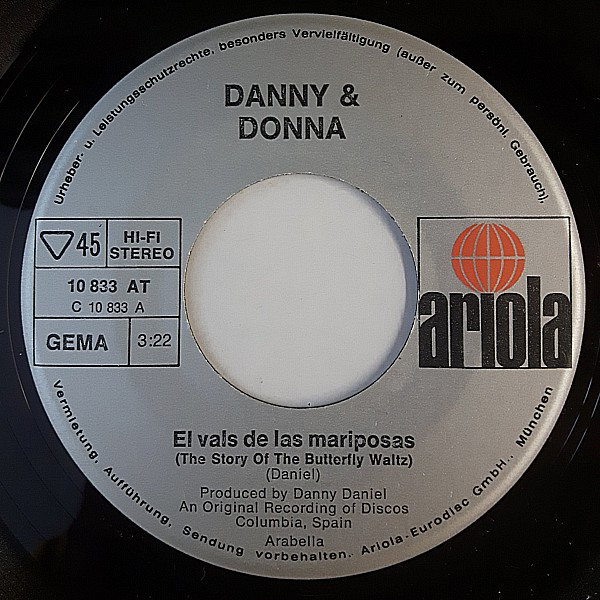 Urheber- u. Leistungsschutzrechte, besonders Vervielfältigung (außer zum persönl. Gebrauch),
DANNY &
DONNA
45
HI-FI
STEREO
10 833 AT
C 10 833 A
GEMA
3:22
ariola
El vals de las mariposas
(The Story Of The Butterfly Waltz)
(Daniel)
Produced by Danny Daniel
An Original Recording of Discos
Columbia, Spain
Arabella
Vermietung, Aufführung, Sendung vorbehalten. Ariola-Eurodisc GmbH., München